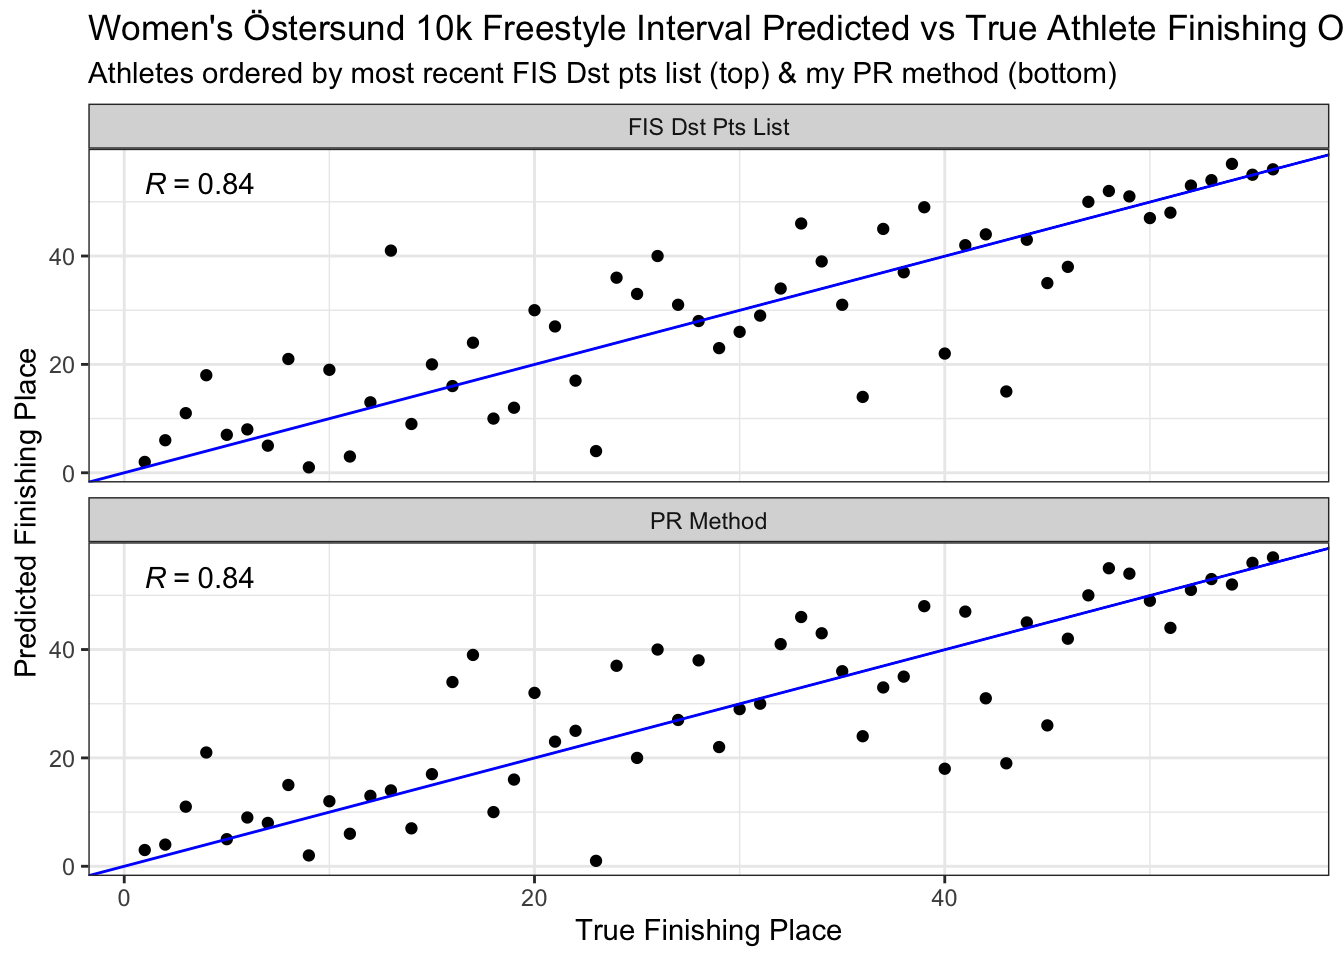 Women's Östersund 10k Freestyle Interval Predicted vs True Athlete Finishing O
Athletes ordered by most recent FIS Dst pts list (top) & my PR method (bottom)
FIS Dst Pts List
R = 0.84
40
20
0
PR Method
R = 0.84
40
20
0
Predicted Finishing Place
0 20 40
True Finishing Place